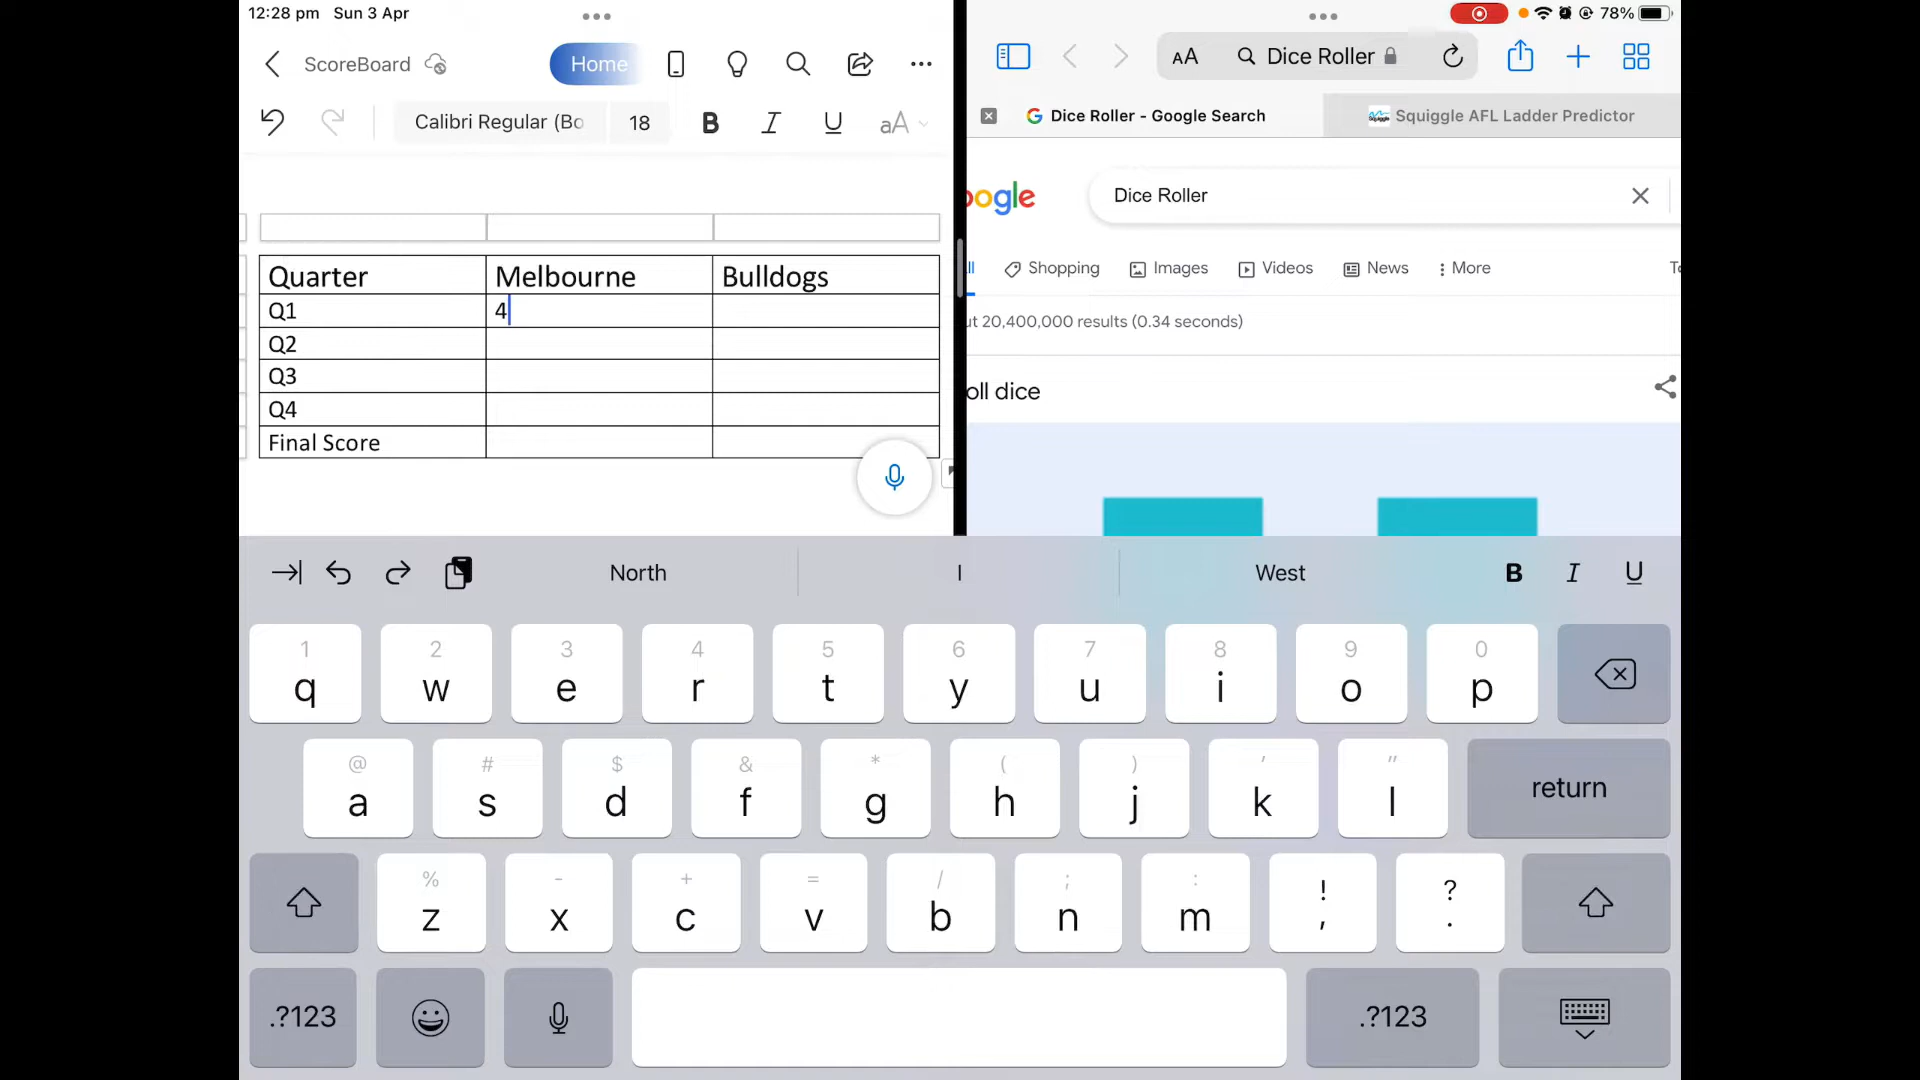 12:28 pm Sun 3 Apr
78%
ScoreBoard
Home
Calibri Regular (Bo
18
B I U aA
AA Dice Roller
Dice Roller - Google Search
Squiggle AFL Ladder Predictor
oogle
Dice Roller
ll Shopping Images Videos News More
ut 20,400,000 results (0.34 seconds)
oll dice
Quarter Melbourne Bulldogs
Q1 4
Q2
Q3
Q4
Final Score
North I West B I U
1 2 3 4 5 6 7 8 9 0
q w e r t y u i o p
@ # $ & * ( ) ' "
a s d f g h j k l return
% - + = / ; : ! ?
z x c v b n m , .
.?123 .?123